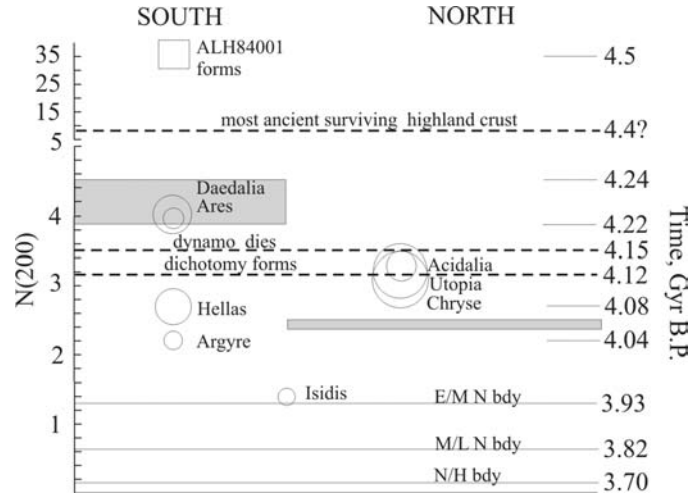 SOUTH
NORTH
35
25
15
5
4
3
2
1
N(200)
ALH84001
forms
most ancient surviving highland crust
Daedalia
Ares
dynamo dies
dichotomy forms
Acidalia
Utopia
Chryse
Hellas
Argyre
Isidis
E/M N bdy
M/L N bdy
N/H bdy
4.5
4.4?
4.24
4.22
4.15
4.12
4.08
4.04
3.93
3.82
3.70
Time, Gyr B.P.